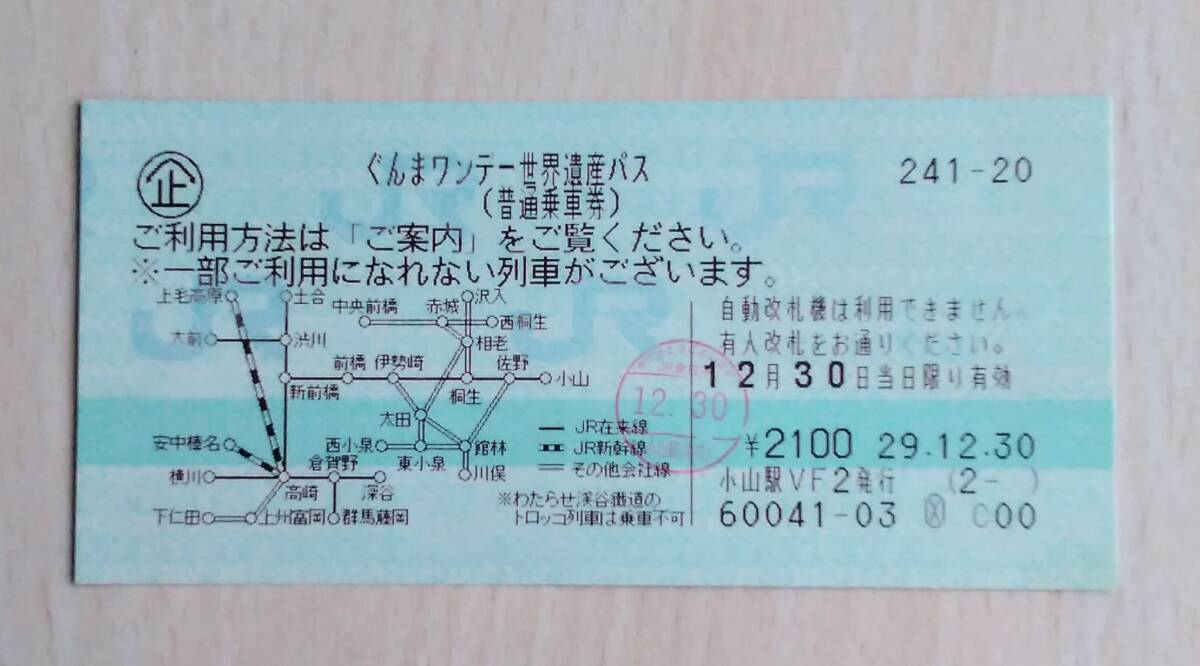 企
ぐんまワンデー世界遺産パス
241-20
(普通乗車券)
ご利用方法は「ご案内」をご覧ください。
※一部ご利用になれない列車がございます。
上毛高原
土合
中央前橋
赤城
沢入
西桐生
大前
渋川
相老
前橋
伊勢崎
佐野
小山
新前橋
桐生
太田
安中榛名
西小泉
東小泉
館林
川俣
横川
倉賀野
高崎
深谷
下仁田
上州富岡
群馬藤岡
JR在来線
JR新幹線
その他会社線
※わたらせ渓谷鐵道の
トロッコ列車は乗車不可
自動改札機は利用できません。
有人改札をお通りください。
12月30日当日限り有効
12.30
¥2100 29.12.30
小山駅VF2発行 (2- )
60041-03 C00